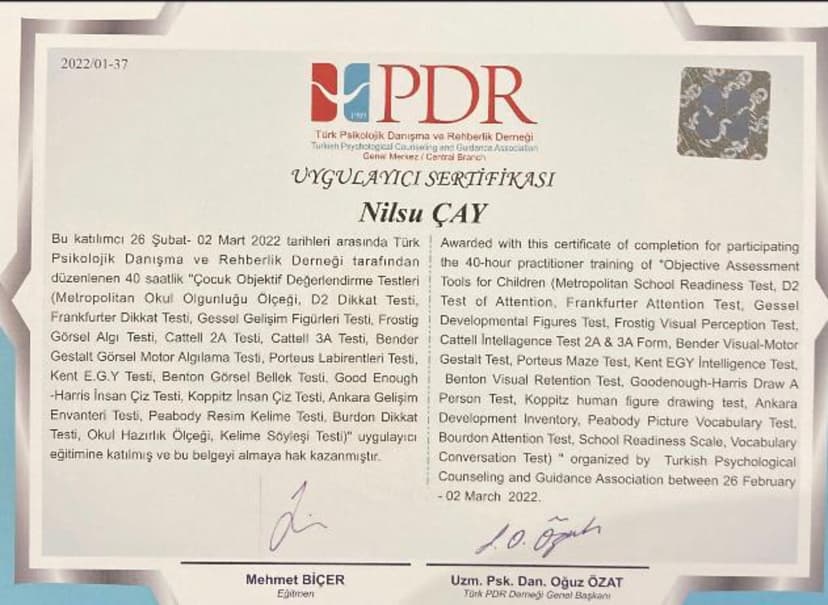 2022/01-37
PDR
1989
Türk Psikolojik Danışma ve Rehberlik Derneği
Turkish Psychological Counseling and Guidance Association
Genel Merkez / Central Branch
UYGULAYICI SERTİFİKASI
Nilsu ÇAY
Bu katılımcı 26 Şubat- 02 Mart 2022 tarihleri arasında Türk
Psikolojik Danışma ve Rehberlik Derneği tarafından
düzenlenen 40 saatlik "Çocuk Objektif Değerlendirme Testleri
(Metropolitan Okul Olgunluğu Ölçeği, D2 Dikkat Testi,
Frankfurter Dikkat Testi, Gessel Gelişim Figürleri Testi, Frostig
Görsel Algı Testi, Cattell 2A Testi, Cattell 3A Testi, Bender
Gestalt Görsel Motor Algılama Testi, Porteus Labirentleri Testi,
Kent E.G.Y Testi, Benton Görsel Bellek Testi, Good Enough
-Harris İnsan Çiz Testi, Koppitz İnsan Çiz Testi, Ankara Gelişim
Envanteri Testi, Peabody Resim Kelime Testi, Burdon Dikkat
Testi, Okul Hazırlık Ölçeği, Kelime Söyleşi Testi)" uygulayıcı
eğitimine katılmış ve bu belgeyi almaya hak kazanmıştır.
Awarded with this certificate of completion for participating
the 40-hour practitioner training of "Objective Assessment
Tools for Children (Metropolitan School Readiness Test, D2
Test of Attention, Frankfurter Attention Test, Gessel
Developmental Figures Test, Frostig Visual Perception Test,
Cattell İntellagence Test 2A & 3A Form, Bender Visual-Motor
Gestalt Test, Porteus Maze Test, Kent EGY İntelligence Test,
Benton Visual Retention Test, Goodenough-Harris Draw A
Person Test, Koppitz human figure drawing test, Ankara
Development Inventory, Peabody Picture Vocabulary Test,
Bourdon Attention Test, School Readiness Scale, Vocabulary
Conversation Test) " organized by Turkish Psychological
Counseling and Guidance Association between 26 February
- 02 March 2022.
Mehmet BİÇER
Eğitmen
Uzm. Psk. Dan. Oğuz ÖZAT
Türk PDR Derneği Genel Başkanı